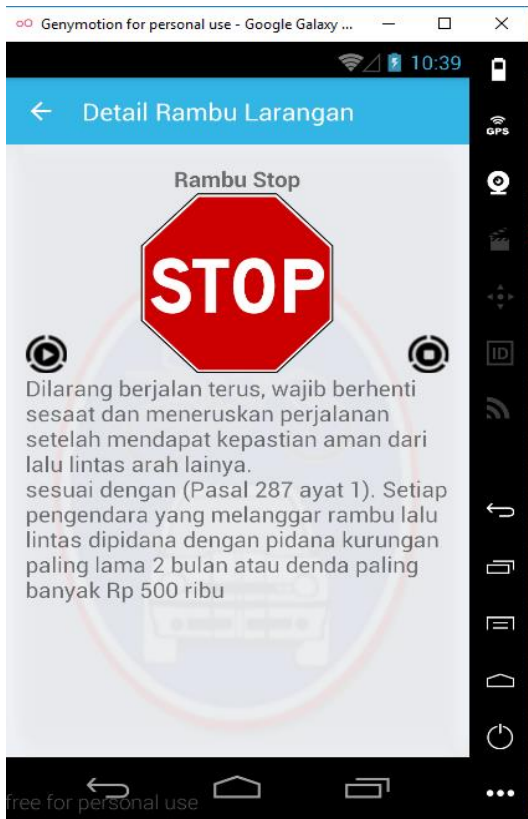 Genymotion for personal use - Google Galaxy ...
10:39
Detail Rambu Larangan
GPS
Rambu Stop
STOP
ID
Dilarang berjalan terus, wajib berhenti
sesaat dan meneruskan perjalanan
setelah mendapat kepastian aman dari
lalu lintas arah lainya.
sesuai dengan (Pasal 287 ayat 1). Setiap
pengendara yang melanggar rambu lalu
lintas dipidana dengan pidana kurungan
paling lama 2 bulan atau denda paling
banyak Rp 500 ribu
free for personal use